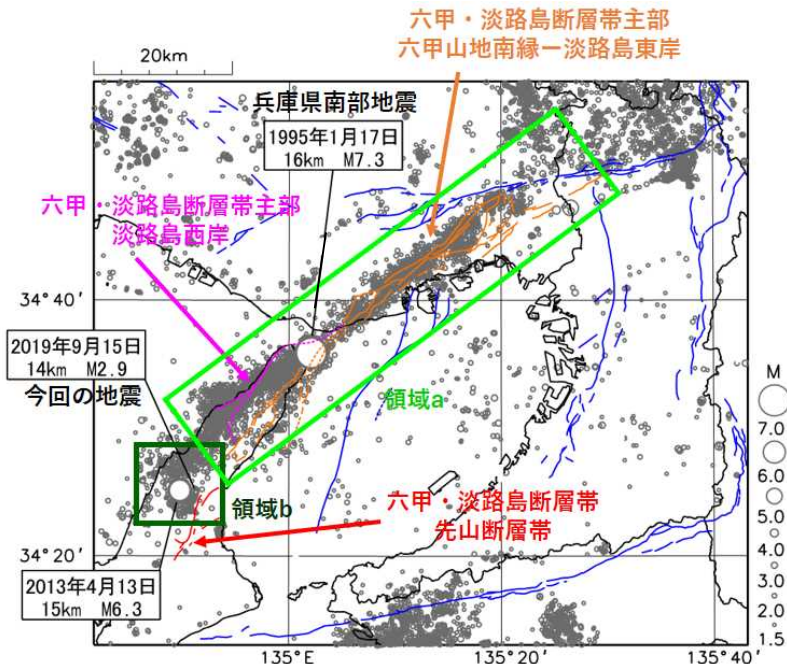 六甲・淡路島断層帯主部
六甲山地南縁ー淡路島東岸
20km
兵庫県南部地震
1995年1月17日
16km M7.3
六甲・淡路島断層帯主部
淡路島西岸
34°40′
2019年9月15日
14km M2.9
今回の地震
領域a
M
7.0
6.0
5.0
4.0
3.0
2.0
1.5
領域b
六甲・淡路島断層帯
先山断層帯
34°20′
2013年4月13日
15km M6.3
135°E
135°20′
135°40′